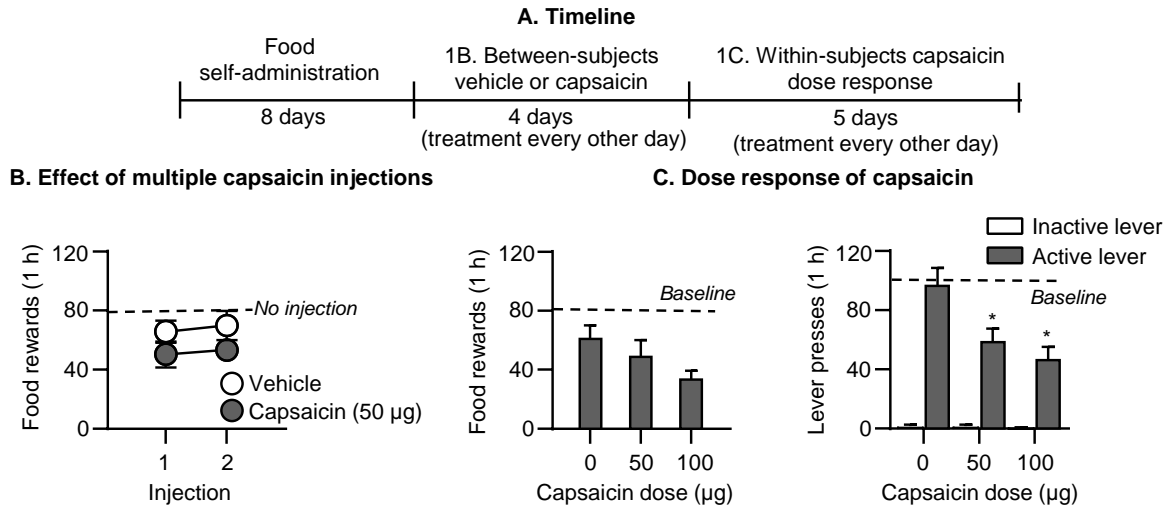 A. Timeline
Food
self-administration
1B. Between-subjects
vehicle or capsaicin
1C. Within-subjects capsaicin
dose response
8 days
4 days
(treatment every other day)
5 days
(treatment every other day)
B. Effect of multiple capsaicin injections
C. Dose response of capsaicin
Food rewards (1 h)
120
80
40
0
No injection
Vehicle
Capsaicin (50 µg)
1
2
Injection
Food rewards (1 h)
120
80
40
0
Baseline
0
50
100
Capsaicin dose (µg)
Lever presses (1 h)
120
80
40
0
Inactive lever
Active lever
Baseline
*
*
0
50
100
Capsaicin dose (µg)